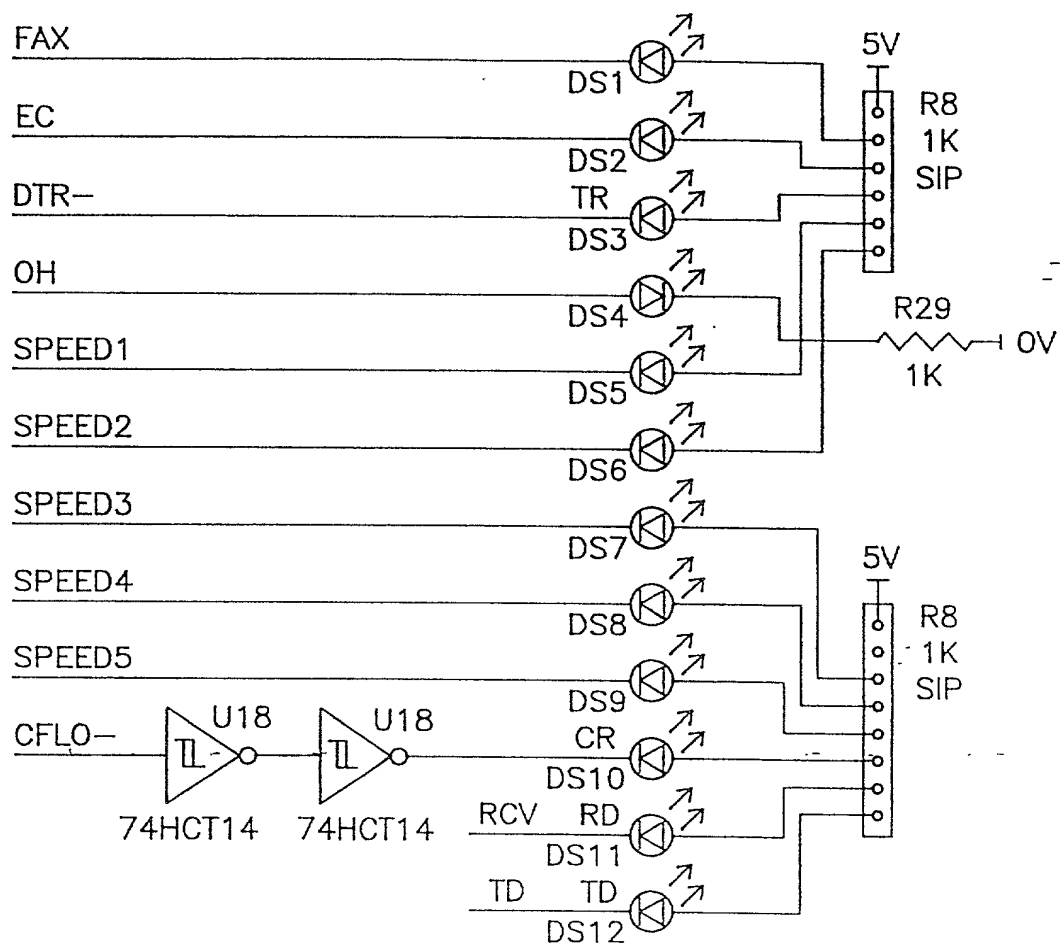 FAX
5V
DS1
R8
EC
1K
DS2
SIP
DTR-
TR
DS3
OH
DS4
R29
0V
SPEED1
1K
DS5
SPEED2
DS6
SPEED3
DS7
5V
SPEED4
R8
DS8
1K
SPEED5
SIP
DS9
U18
U18
CFLO-
CR
DS10
74HCT14
74HCT14
RCV
RD
DS11
TD
TD
DS12